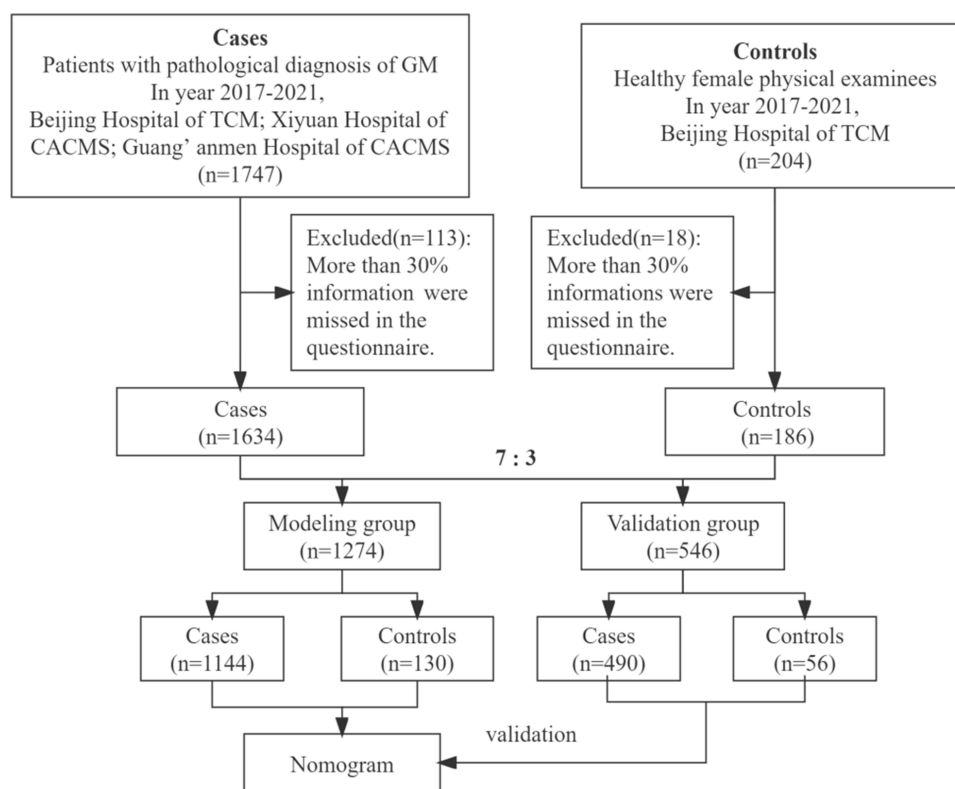 Cases
Patients with pathological diagnosis of GM
In year 2017-2021,
Beijing Hospital of TCM; Xiyuan Hospital of
CACMS; Guang’ anmen Hospital of CACMS
(n=1747)
Controls
Healthy female physical examinees
In year 2017-2021,
Beijing Hospital of TCM
(n=204)
Excluded(n=113):
More than 30%
information were
missed in the
questionnaire.
Excluded(n=18):
More than 30%
informations were
missed in the
questionnaire.
Cases
(n=1634)
Controls
(n=186)
7 : 3
Modeling group
(n=1274)
Validation group
(n=546)
Cases
(n=1144)
Controls
(n=130)
Cases
(n=490)
Controls
(n=56)
validation
Nomogram